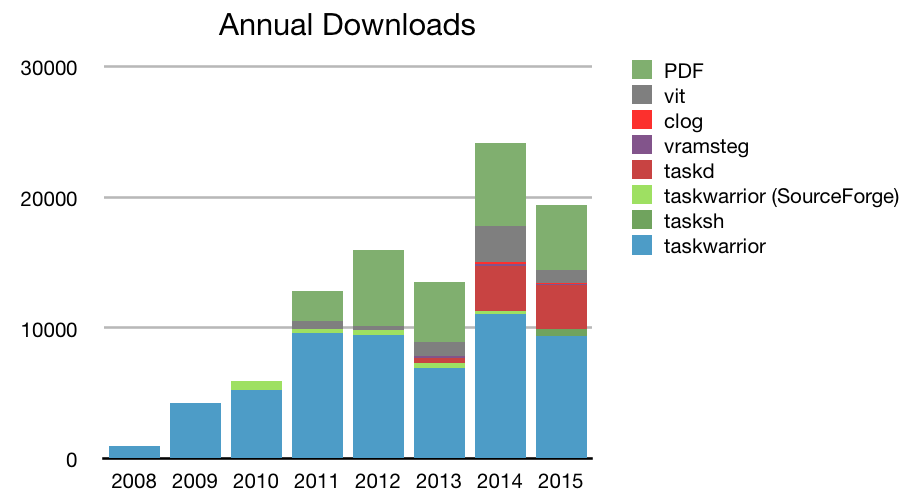 Annual Downloads
30000
20000
10000
0
2008 2009 2010 2011 2012 2013 2014 2015
PDF
vit
clog
vramsteg
taskd
taskwarrior (SourceForge)
tasksh
taskwarrior